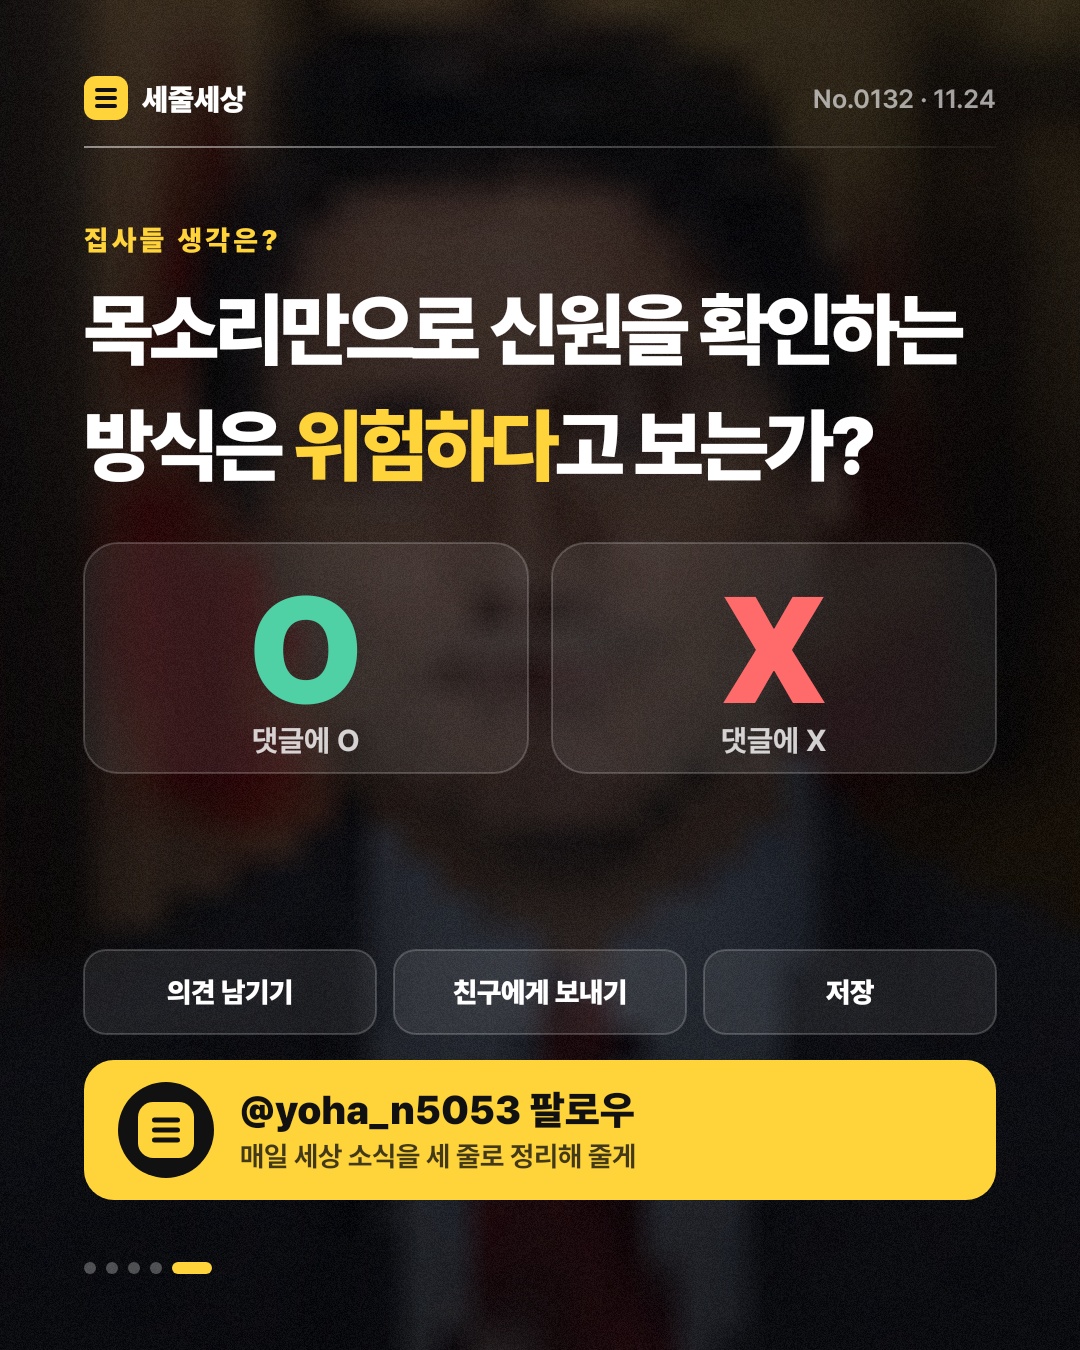 세줄세상
No.0132 · 11.24
집사들 생각은?
목소리만으로 신원을 확인하는
방식은 위험하다고 보는가?
O
댓글에 O
X
댓글에 X
의견 남기기
친구에게 보내기
저장
@yoha_n5053 팔로우
매일 세상 소식을 세 줄로 정리해 줄게